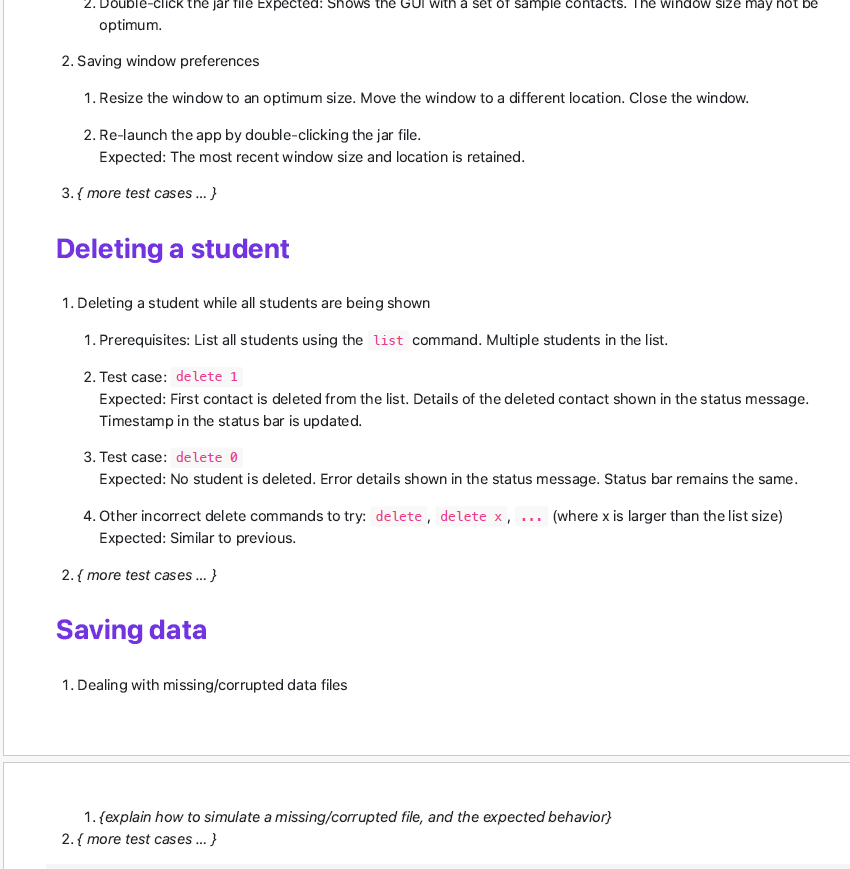 2. Double-click the jar file Expected: Shows the GUI with a set of sample contacts. The window size may not be
optimum.
2. Saving window preferences
1. Resize the window to an optimum size. Move the window to a different location. Close the window.
2. Re-launch the app by double-clicking the jar file.
Expected: The most recent window size and location is retained.
3. { more test cases … }
Deleting a student
1. Deleting a student while all students are being shown
1. Prerequisites: List all students using the list command. Multiple students in the list.
2. Test case: delete 1
Expected: First contact is deleted from the list. Details of the deleted contact shown in the status message.
Timestamp in the status bar is updated.
3. Test case: delete 0
Expected: No student is deleted. Error details shown in the status message. Status bar remains the same.
4. Other incorrect delete commands to try: delete, delete x, ... (where x is larger than the list size)
Expected: Similar to previous.
2. { more test cases … }
Saving data
1. Dealing with missing/corrupted data files
1. {explain how to simulate a missing/corrupted file, and the expected behavior}
2. { more test cases … }